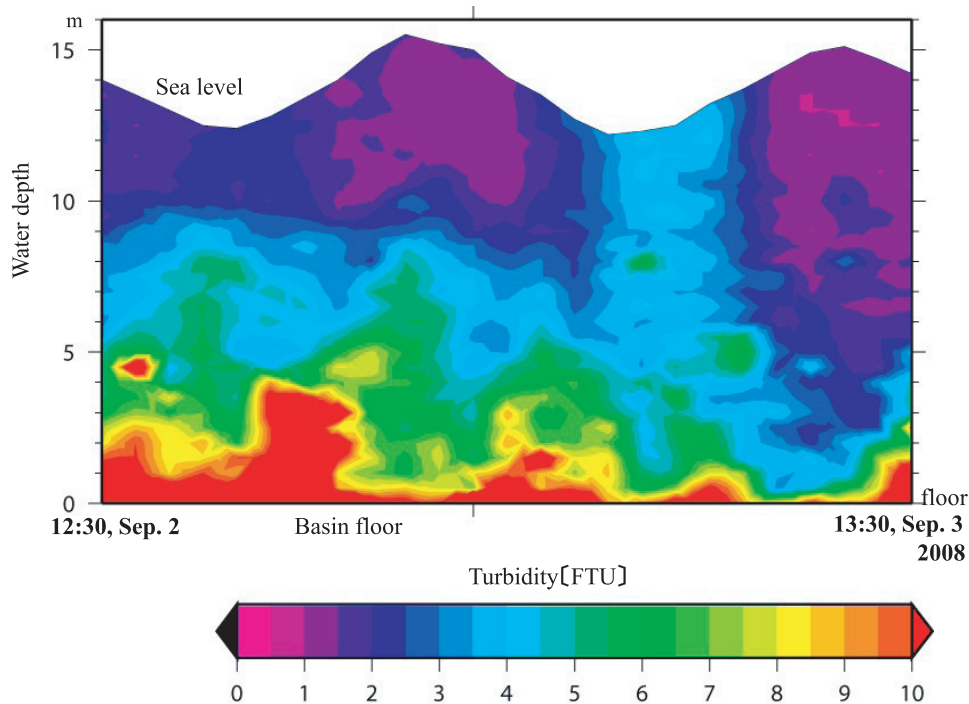 m
15
Sea level
10
Water depth
5
0
floor
12:30, Sep. 2
Basin floor
13:30, Sep. 3
2008
Turbidity〔FTU〕
0 1 2 3 4 5 6 7 8 9 10